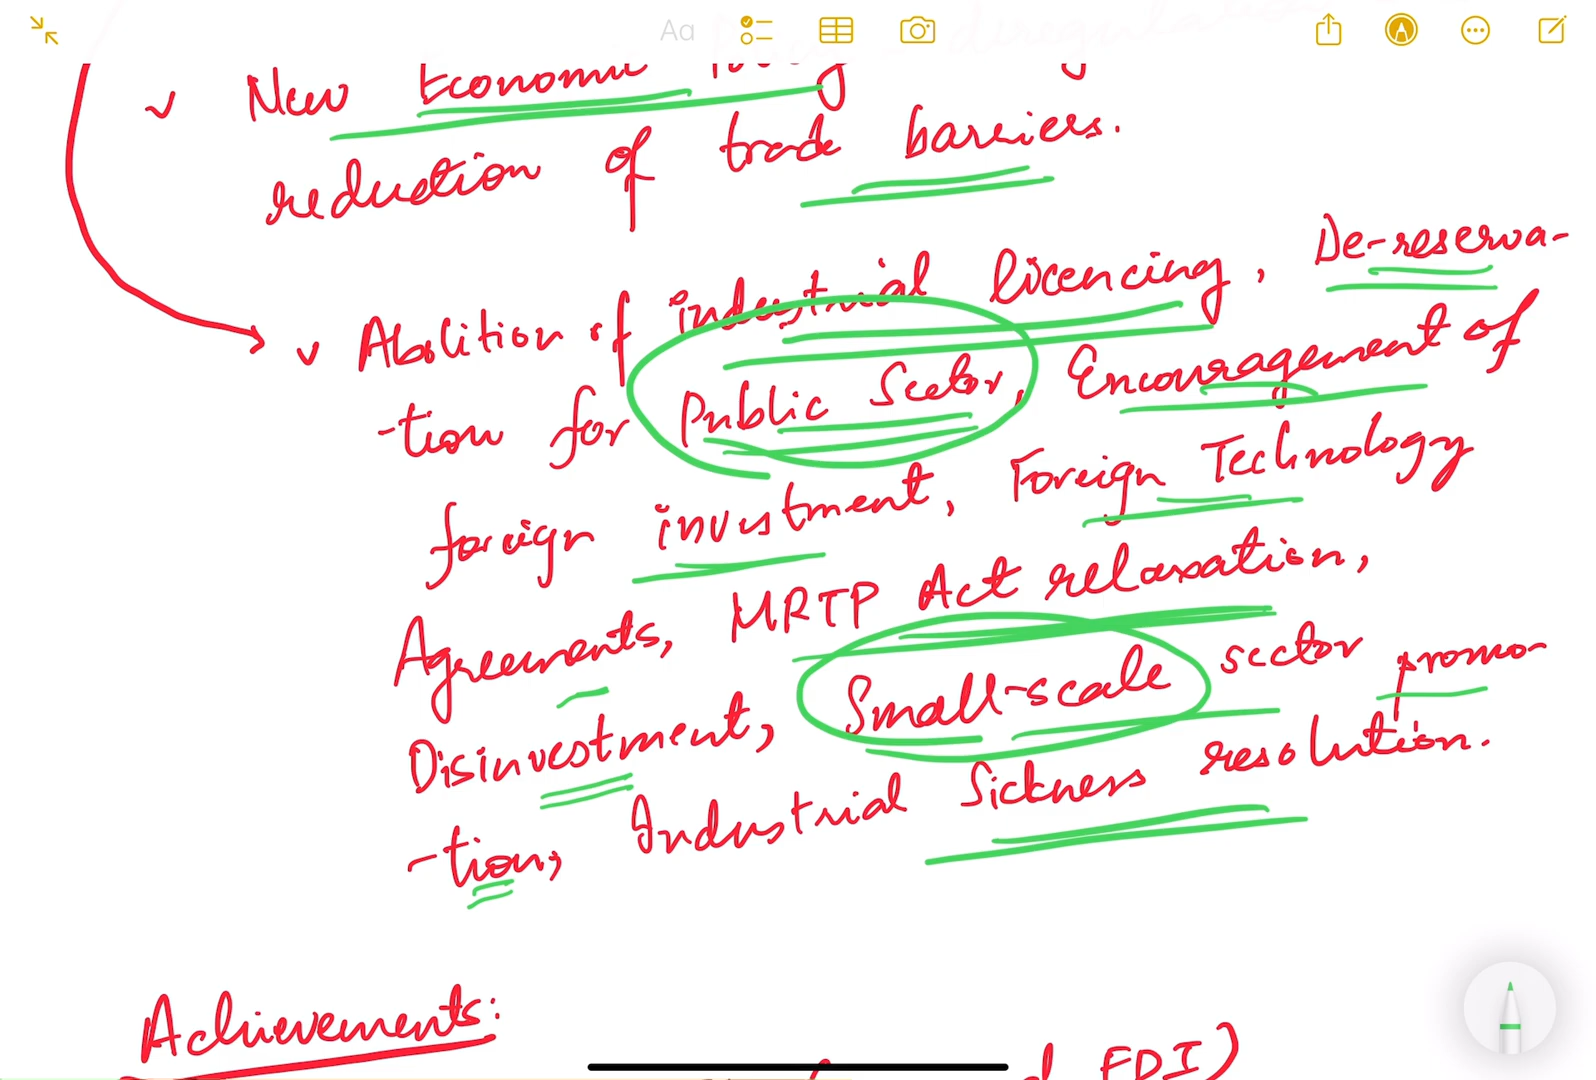 Aa
New Economic
reduction of trade barriers.
Abolition of industrial licencing, De-reserva-
-tion for Public Sector, Encouragement of
foreign investment, Foreign Technology
Agreements, MRTP Act relaxation,
Disinvestment, Small-scale sector promo-
-tion, Industrial Sickness resolution.
Achievements:
FDI)